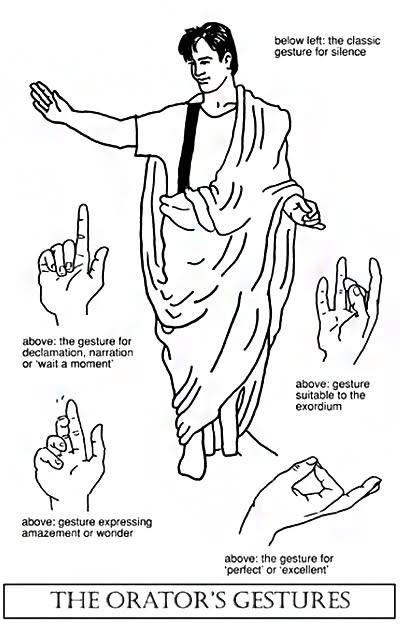 below left: the classic
gesture for silence
above: the gesture for
declamation, narration
or 'wait a moment'
above: gesture
suitable to the
exordium
above: gesture expressing
amazement or wonder
above: the gesture for
'perfect' or 'excellent'
THE ORATOR'S GESTURES